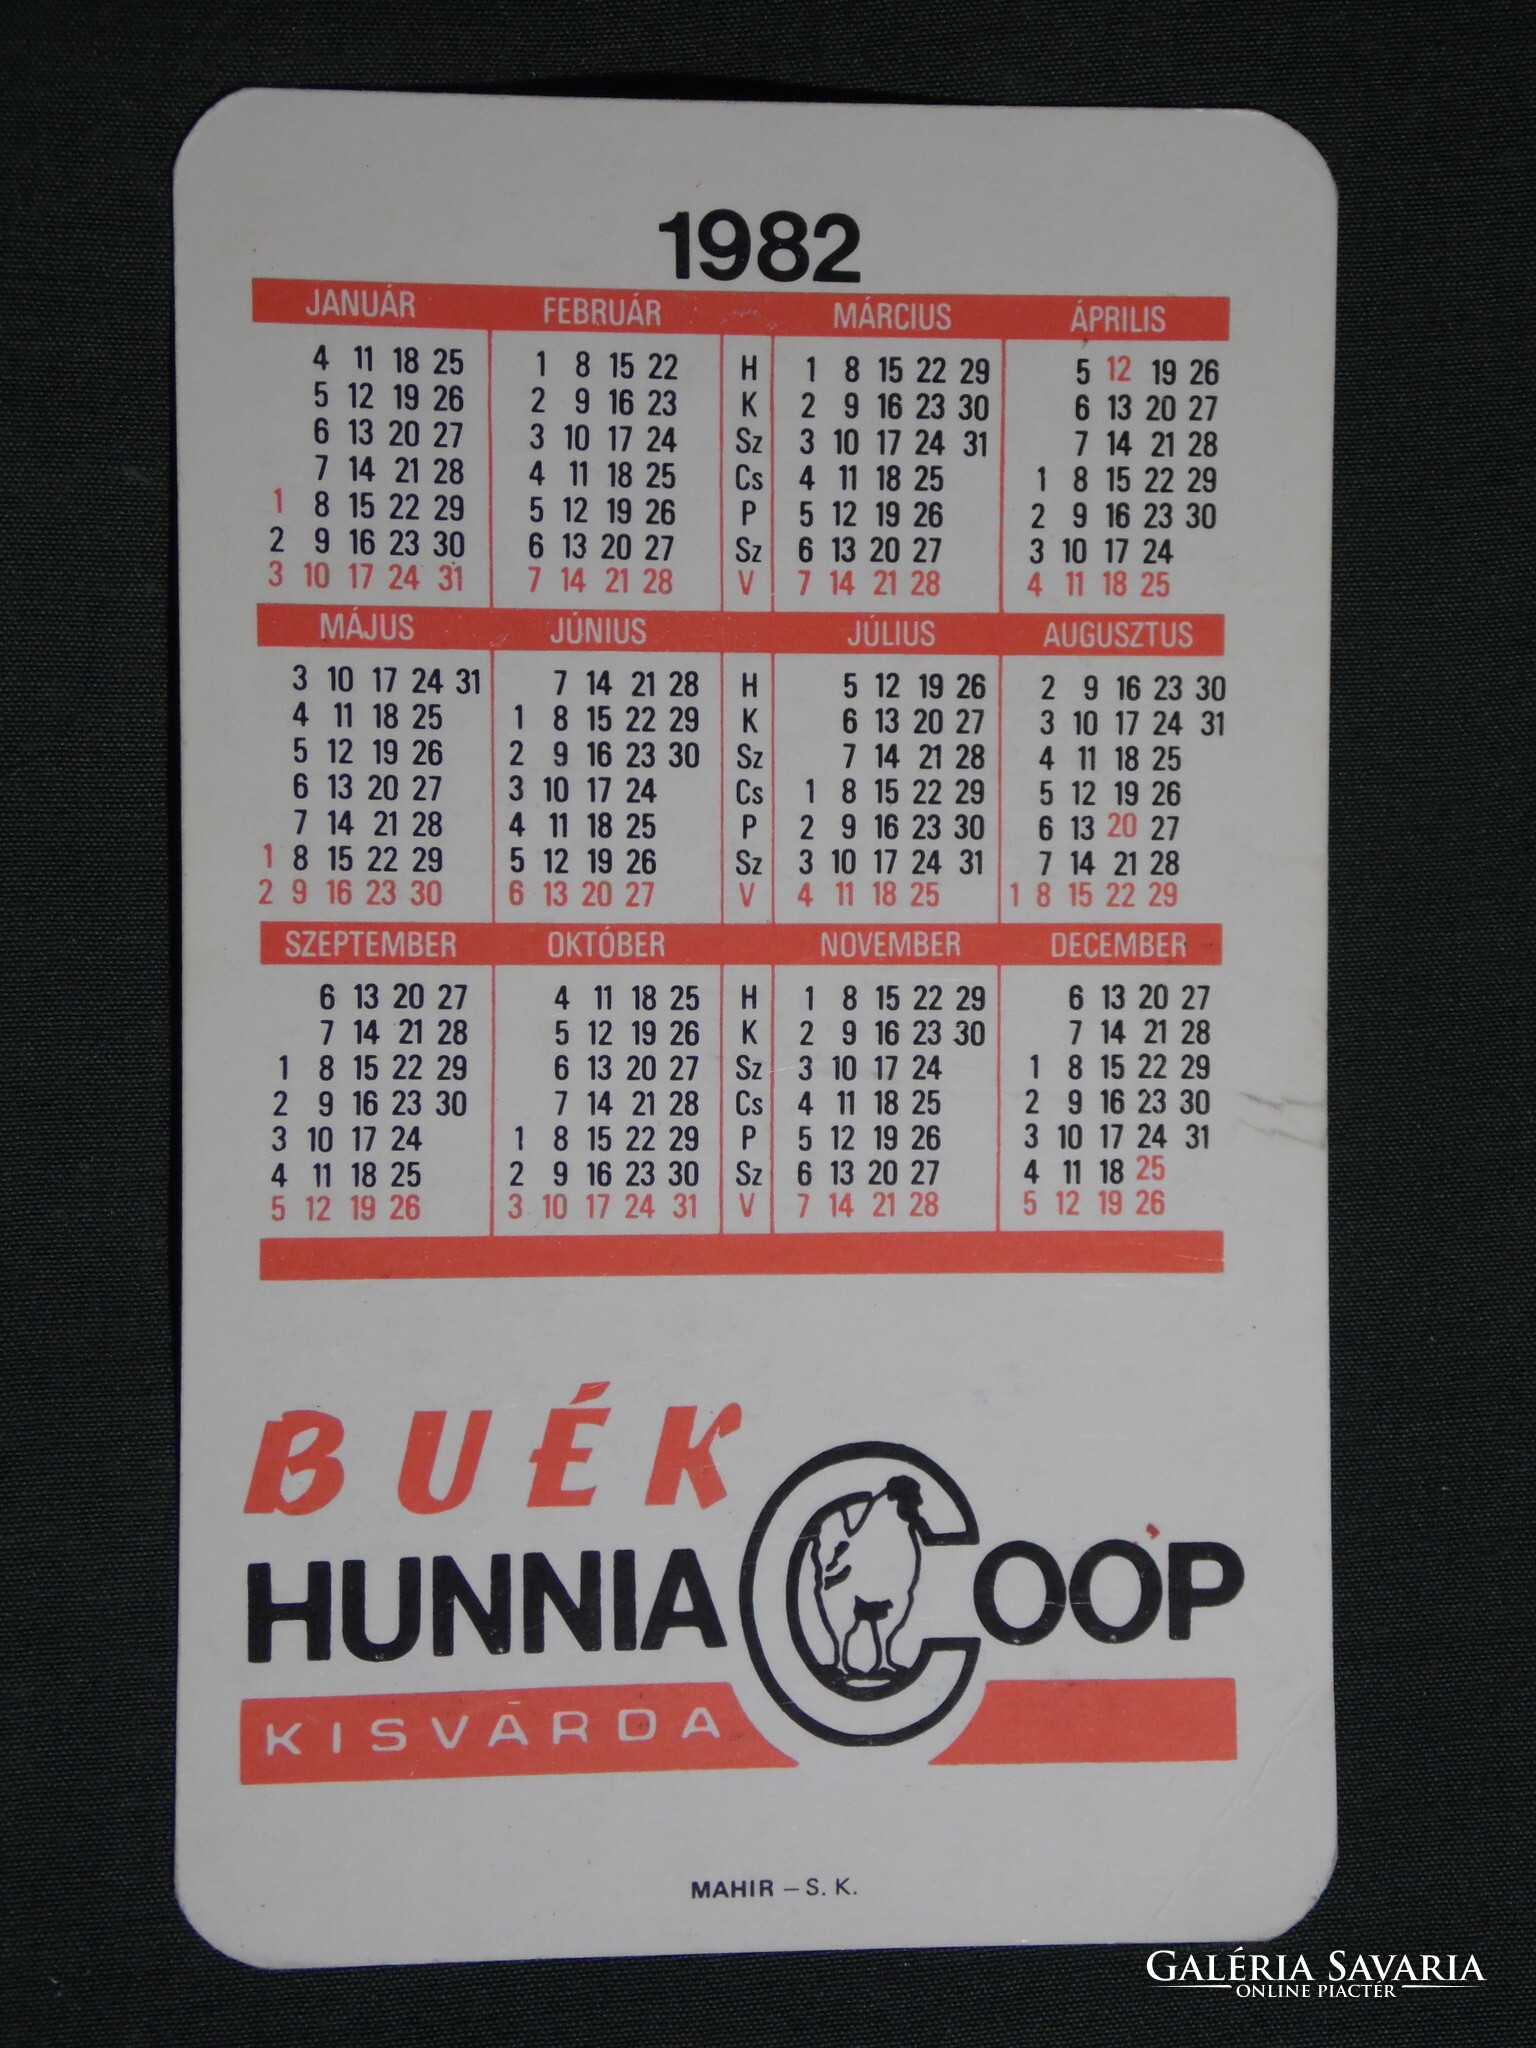 1982
JANUÁR FEBRUÁR MÁRCIUS ÁPRILIS
4 11 18 25 1 8 15 22 H 1 8 15 22 29 5 12 19 26
5 12 19 26 2 9 16 23 K 2 9 16 23 30 6 13 20 27
6 13 20 27 3 10 17 24 Sz 3 10 17 24 31 7 14 21 28
7 14 21 28 4 11 18 25 Cs 4 11 18 25 1 8 15 22 29
1 8 15 22 29 5 12 19 26 P 5 12 19 26 2 9 16 23 30
2 9 16 23 30 6 13 20 27 Sz 6 13 20 27 3 10 17 24
3 10 17 24 31 7 14 21 28 V 7 14 21 28 4 11 18 25
MÁJUS JÚNIUS JÚLIUS AUGUSZTUS
3 10 17 24 31 7 14 21 28 H 5 12 19 26 2 9 16 23 30
4 11 18 25 1 8 15 22 29 K 6 13 20 27 3 10 17 24 31
5 12 19 26 2 9 16 23 30 Sz 7 14 21 28 4 11 18 25
6 13 20 27 3 10 17 24 Cs 1 8 15 22 29 5 12 19 26
7 14 21 28 4 11 18 25 P 2 9 16 23 30 6 13 20 27
1 8 15 22 29 5 12 19 26 Sz 3 10 17 24 31 7 14 21 28
2 9 16 23 30 6 13 20 27 V 4 11 18 25 1 8 15 22 29
SZEPTEMBER OKTÓBER NOVEMBER DECEMBER
6 13 20 27 4 11 18 25 H 1 8 15 22 29 6 13 20 27
7 14 21 28 5 12 19 26 K 2 9 16 23 30 7 14 21 28
1 8 15 22 29 6 13 20 27 Sz 3 10 17 24 1 8 15 22 29
2 9 16 23 30 7 14 21 28 Cs 4 11 18 25 2 9 16 23 30
3 10 17 24 1 8 15 22 29 P 5 12 19 26 3 10 17 24 31
4 11 18 25 2 9 16 23 30 Sz 6 13 20 27 4 11 18 25
5 12 19 26 3 10 17 24 31 V 7 14 21 28 5 12 19 26
BUÉK
HUNNIACOOP
KISVÁRDA
MAHIR – S. K.
GALÉRIA SAVARIA
ONLINE PIACTÉR